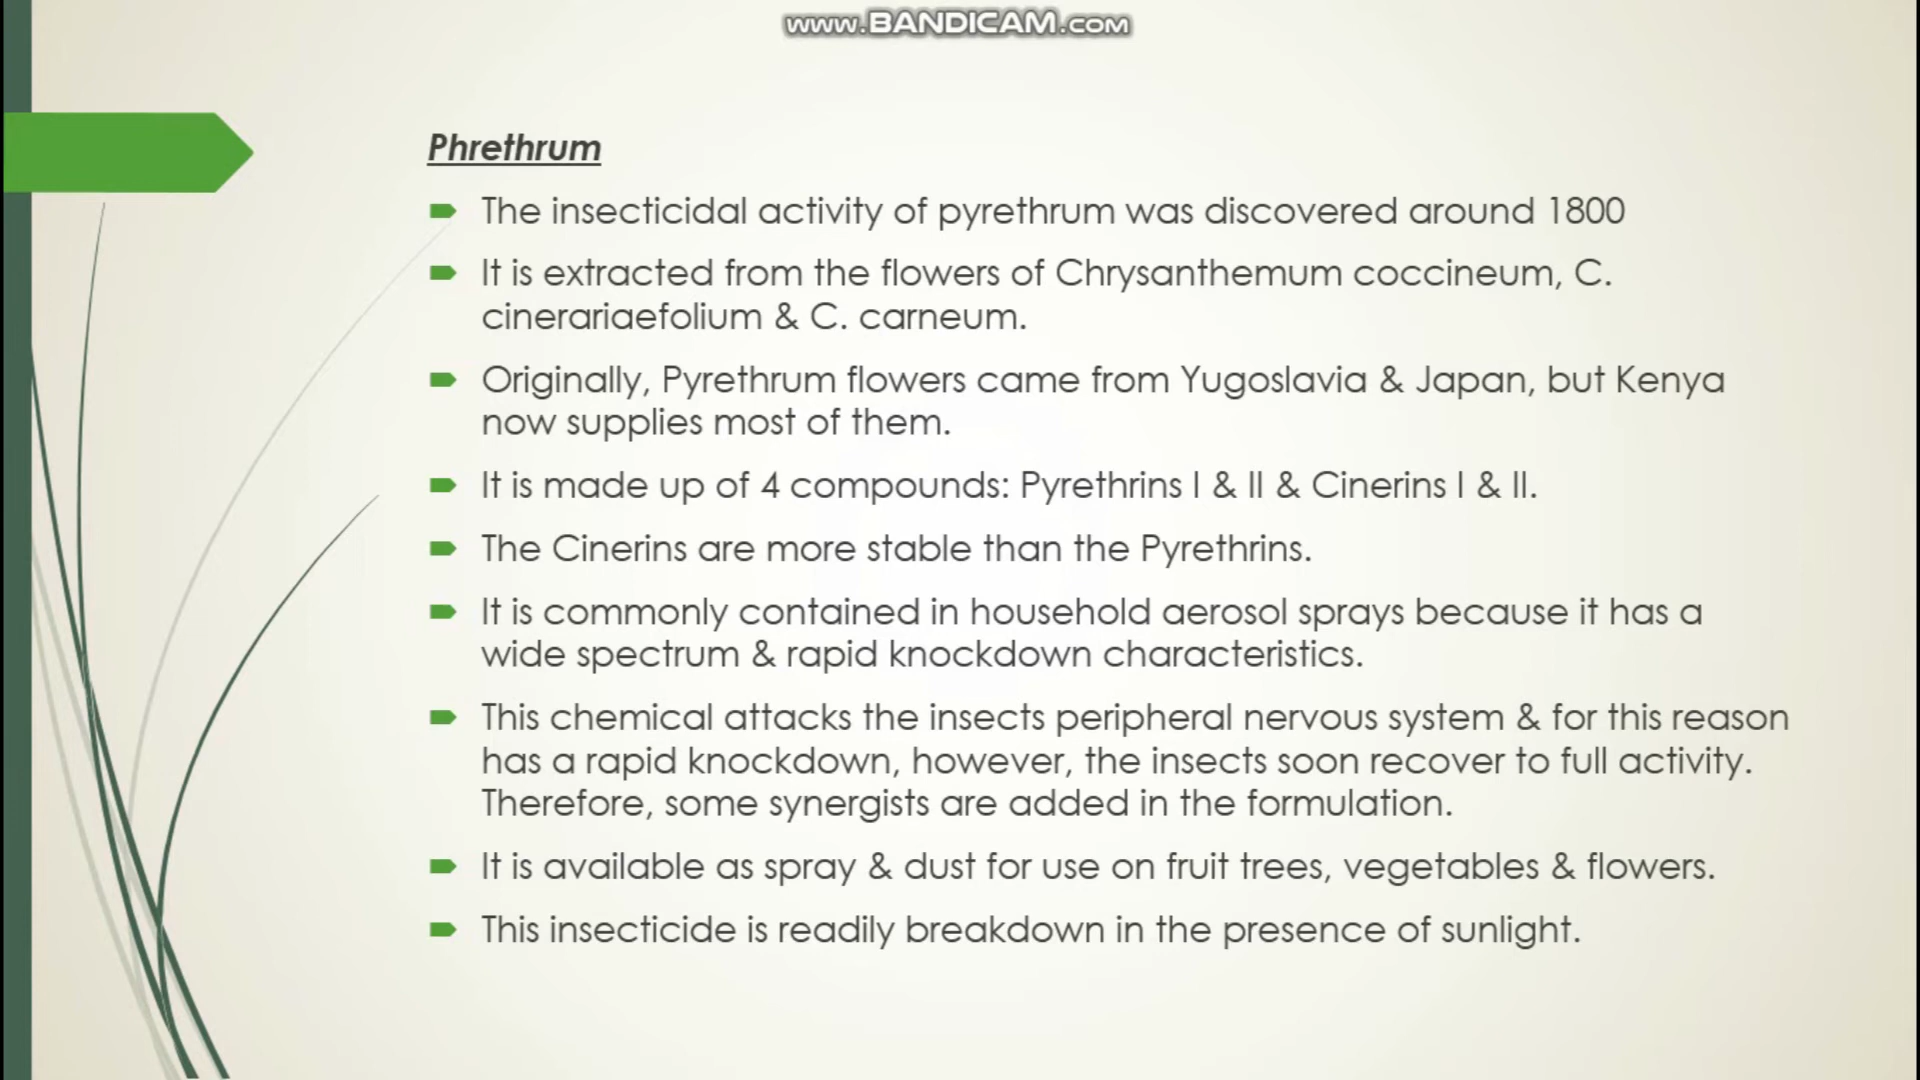 www.BANDICAM.com
Phrethrum
The insecticidal activity of pyrethrum was discovered around 1800
It is extracted from the flowers of Chrysanthemum coccineum, C.
cinerariaefolium & C. carneum.
Originally, Pyrethrum flowers came from Yugoslavia & Japan, but Kenya
now supplies most of them.
It is made up of 4 compounds: Pyrethrins I & II & Cinerins I & II.
The Cinerins are more stable than the Pyrethrins.
It is commonly contained in household aerosol sprays because it has a
wide spectrum & rapid knockdown characteristics.
This chemical attacks the insects peripheral nervous system & for this reason
has a rapid knockdown, however, the insects soon recover to full activity.
Therefore, some synergists are added in the formulation.
It is available as spray & dust for use on fruit trees, vegetables & flowers.
This insecticide is readily breakdown in the presence of sunlight.